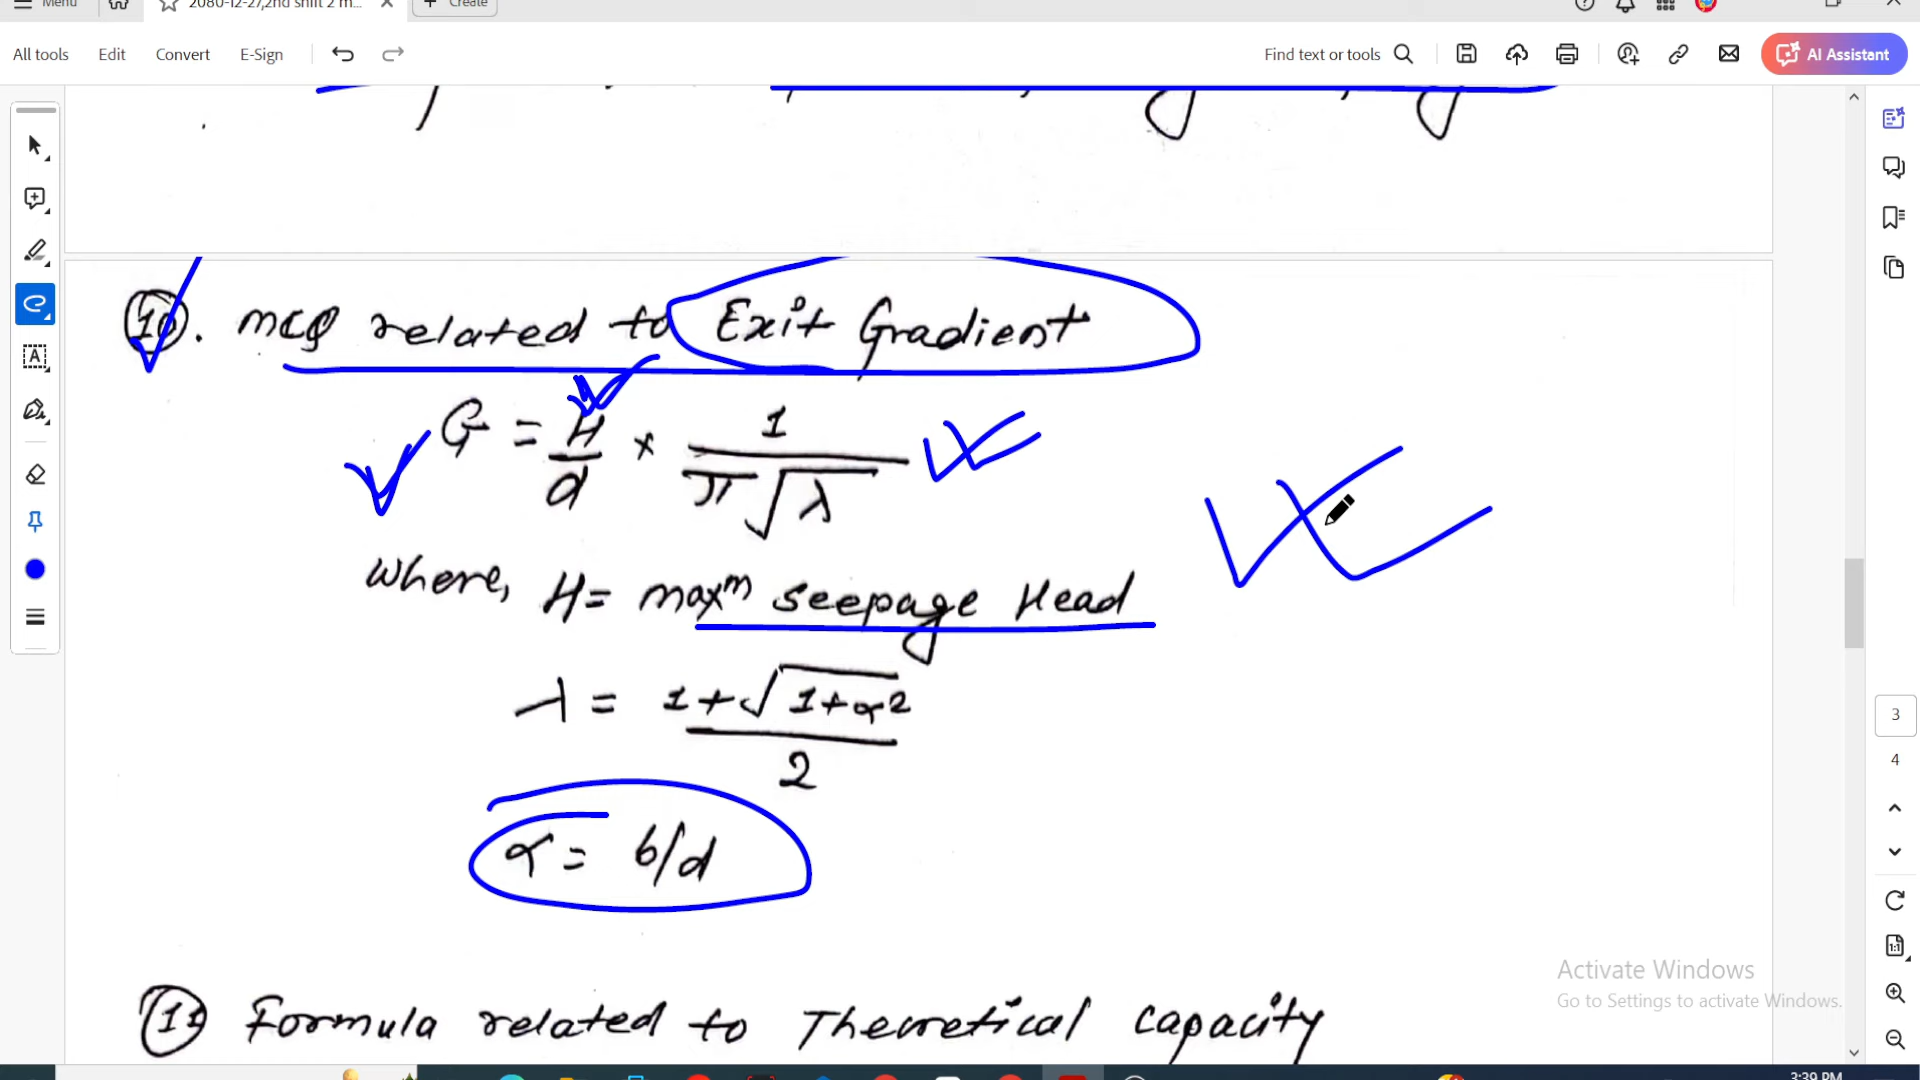 Menu
2080-12-27,2nd shift 2 m...
Create
All tools
Edit
Convert
E-Sign
Find text or tools
AI Assistant
10. MCQ related to Exit Gradient
G = H/d × 1/π√λ
Where, H = maxᵐ Seepage Head
λ = 1+√1+α²/2
α = b/d
3
4
Activate Windows
Go to Settings to activate Windows.
11 Formula related to Theoretical capacity
3:39 PM